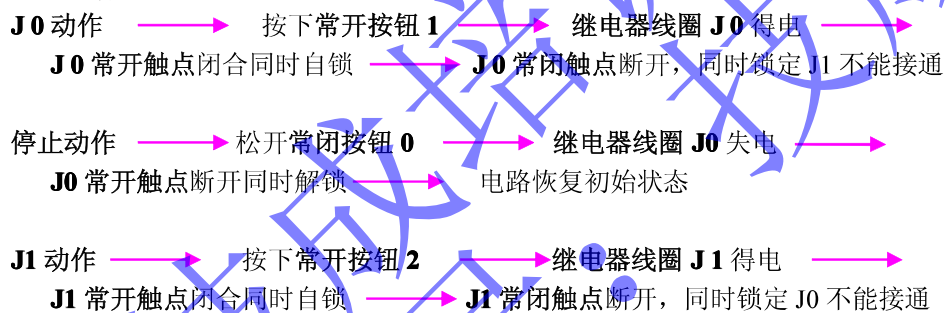 J 0 动作 按下常开按钮 1 继电器线圈 J 0 得电
J 0 常开触点闭合同时自锁 J 0 常闭触点断开，同时锁定 J1 不能接通
停止动作 松开常闭按钮 0 继电器线圈 J0 失电
J0 常开触点断开同时解锁 电路恢复初始状态
J1 动作 按下常开按钮 2 继电器线圈 J 1 得电
J1 常开触点闭合同时自锁 J1 常闭触点断开，同时锁定 J0 不能接通
成培技